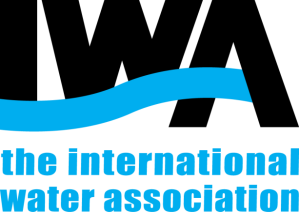 IWA
the international
water association